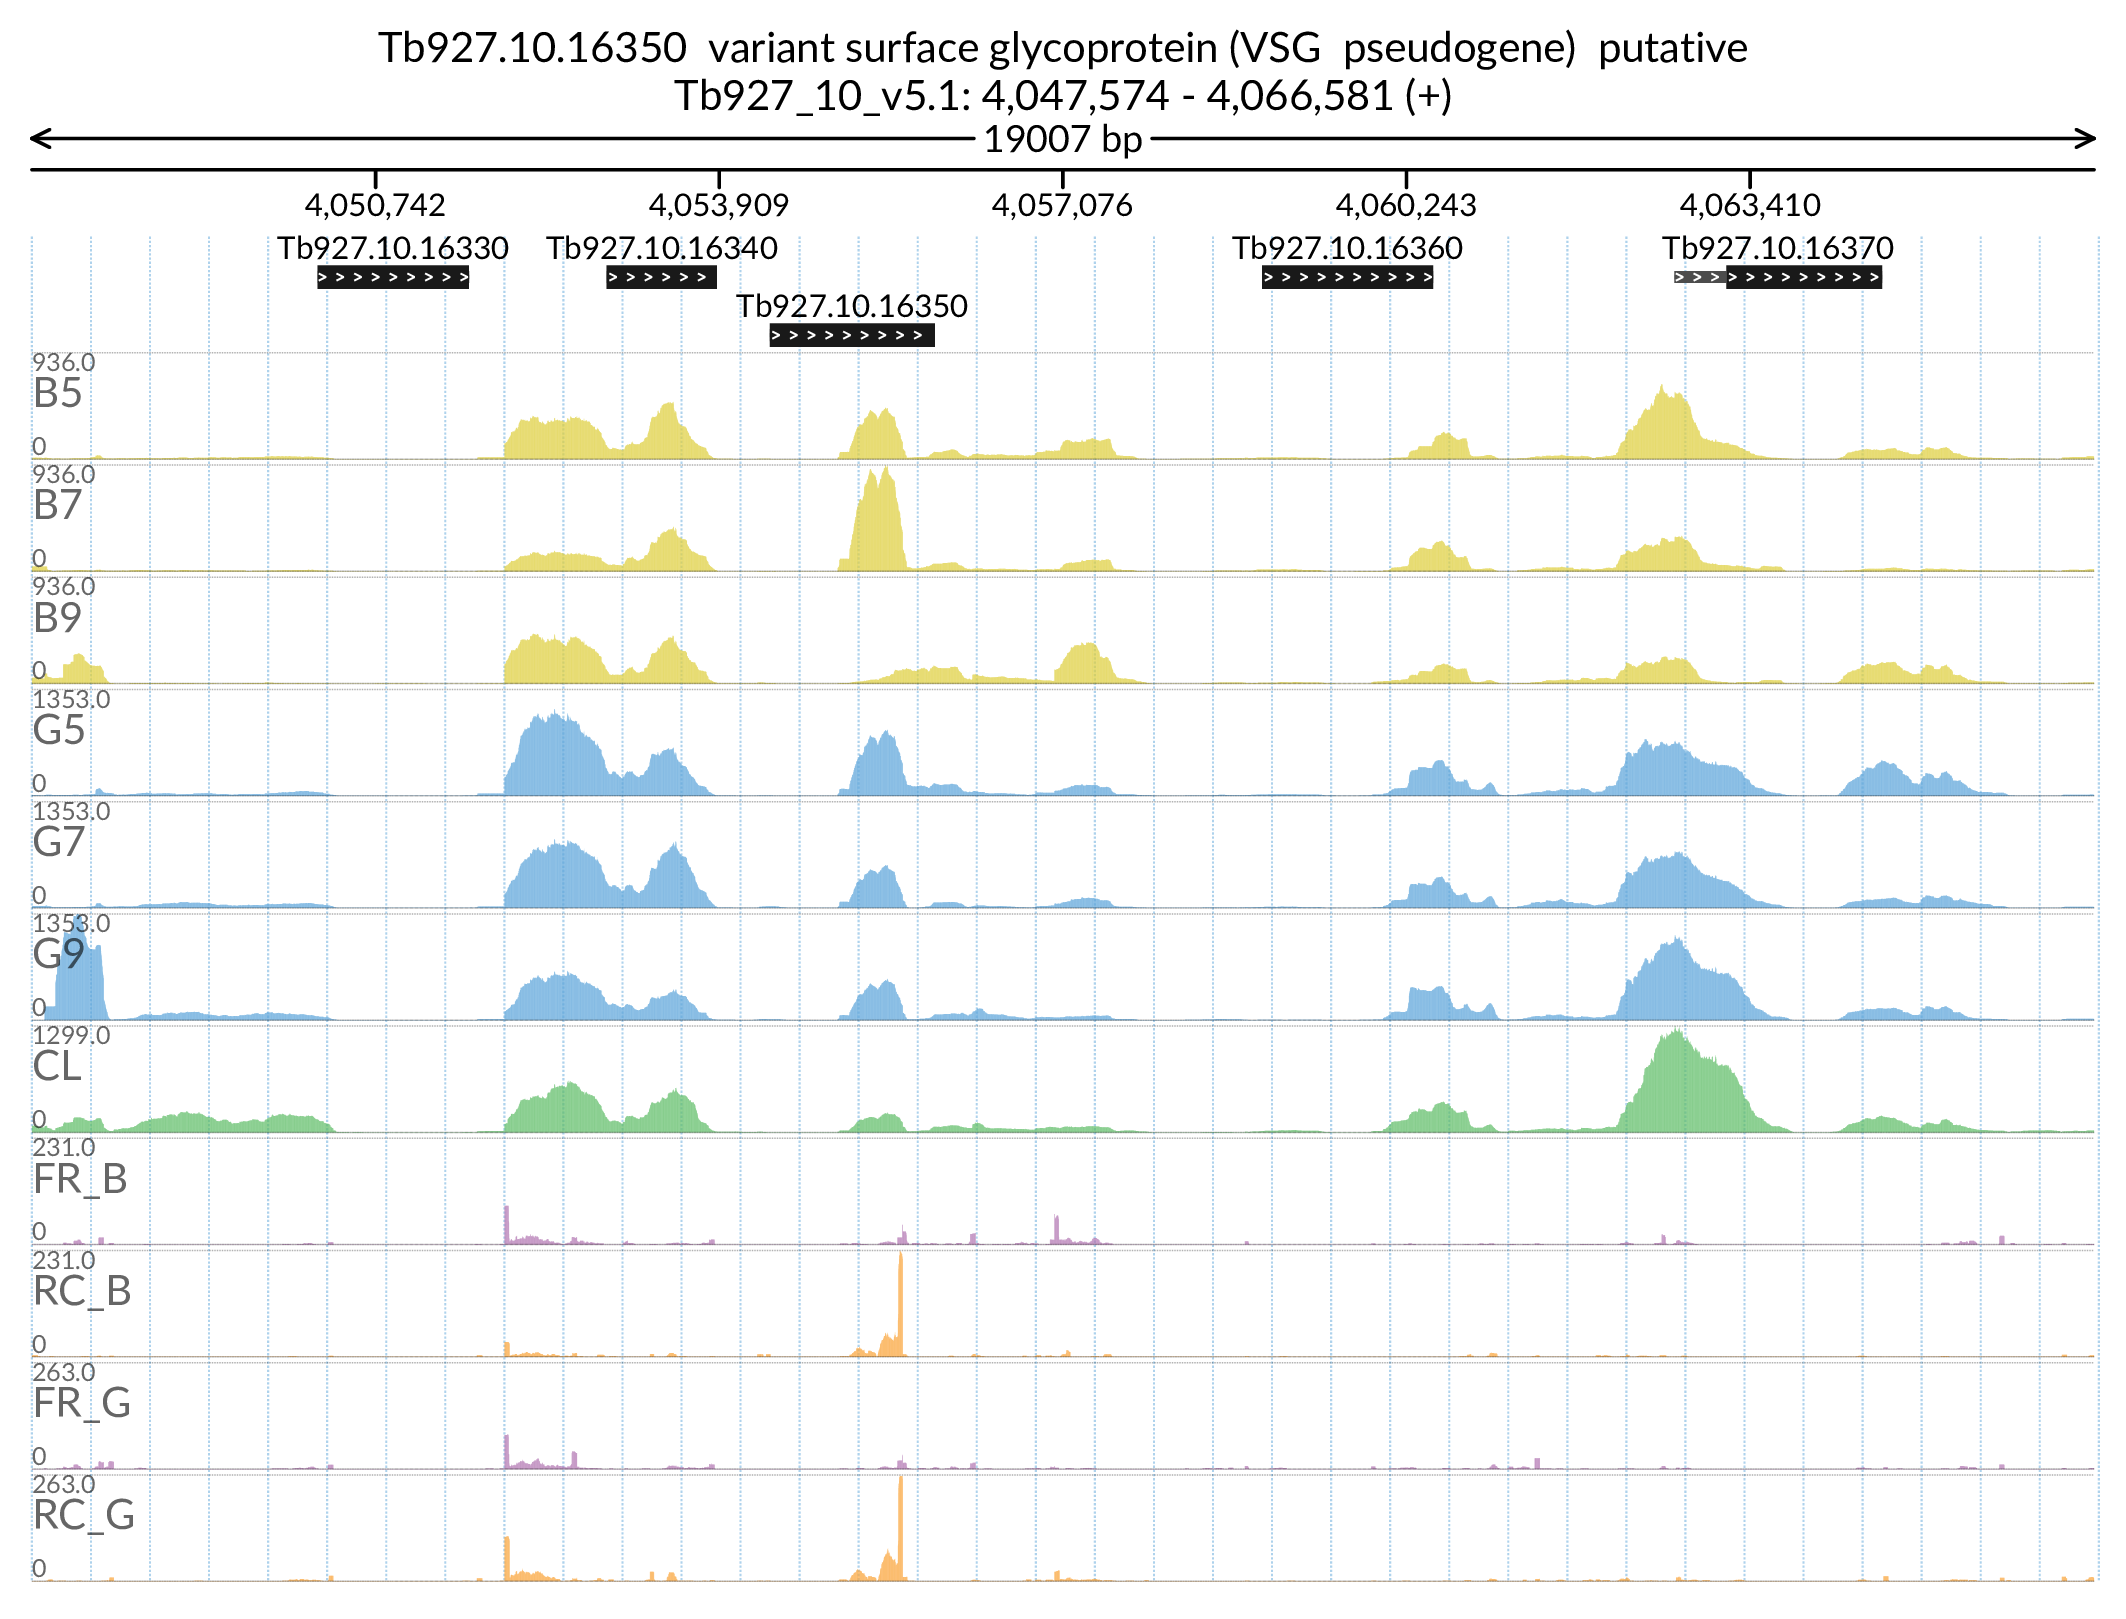 Tb927.10.16350 variant surface glycoprotein (VSG pseudogene) putative
Tb927_10_v5.1: 4,047,574 - 4,066,581 (+)
19007 bp
4,050,742 4,053,909 4,057,076 4,060,243 4,063,410
Tb927.10.16330 Tb927.10.16340 Tb927.10.16360 Tb927.10.16370
Tb927.10.16350
936.0
B5
0
936.0
B7
0
936.0
B9
0
1353.0
G5
0
1353.0
G7
0
1353.0
G9
0
1299.0
CL
0
231.0
FR_B
0
231.0
RC_B
0
263.0
FR_G
0
263.0
RC_G
0